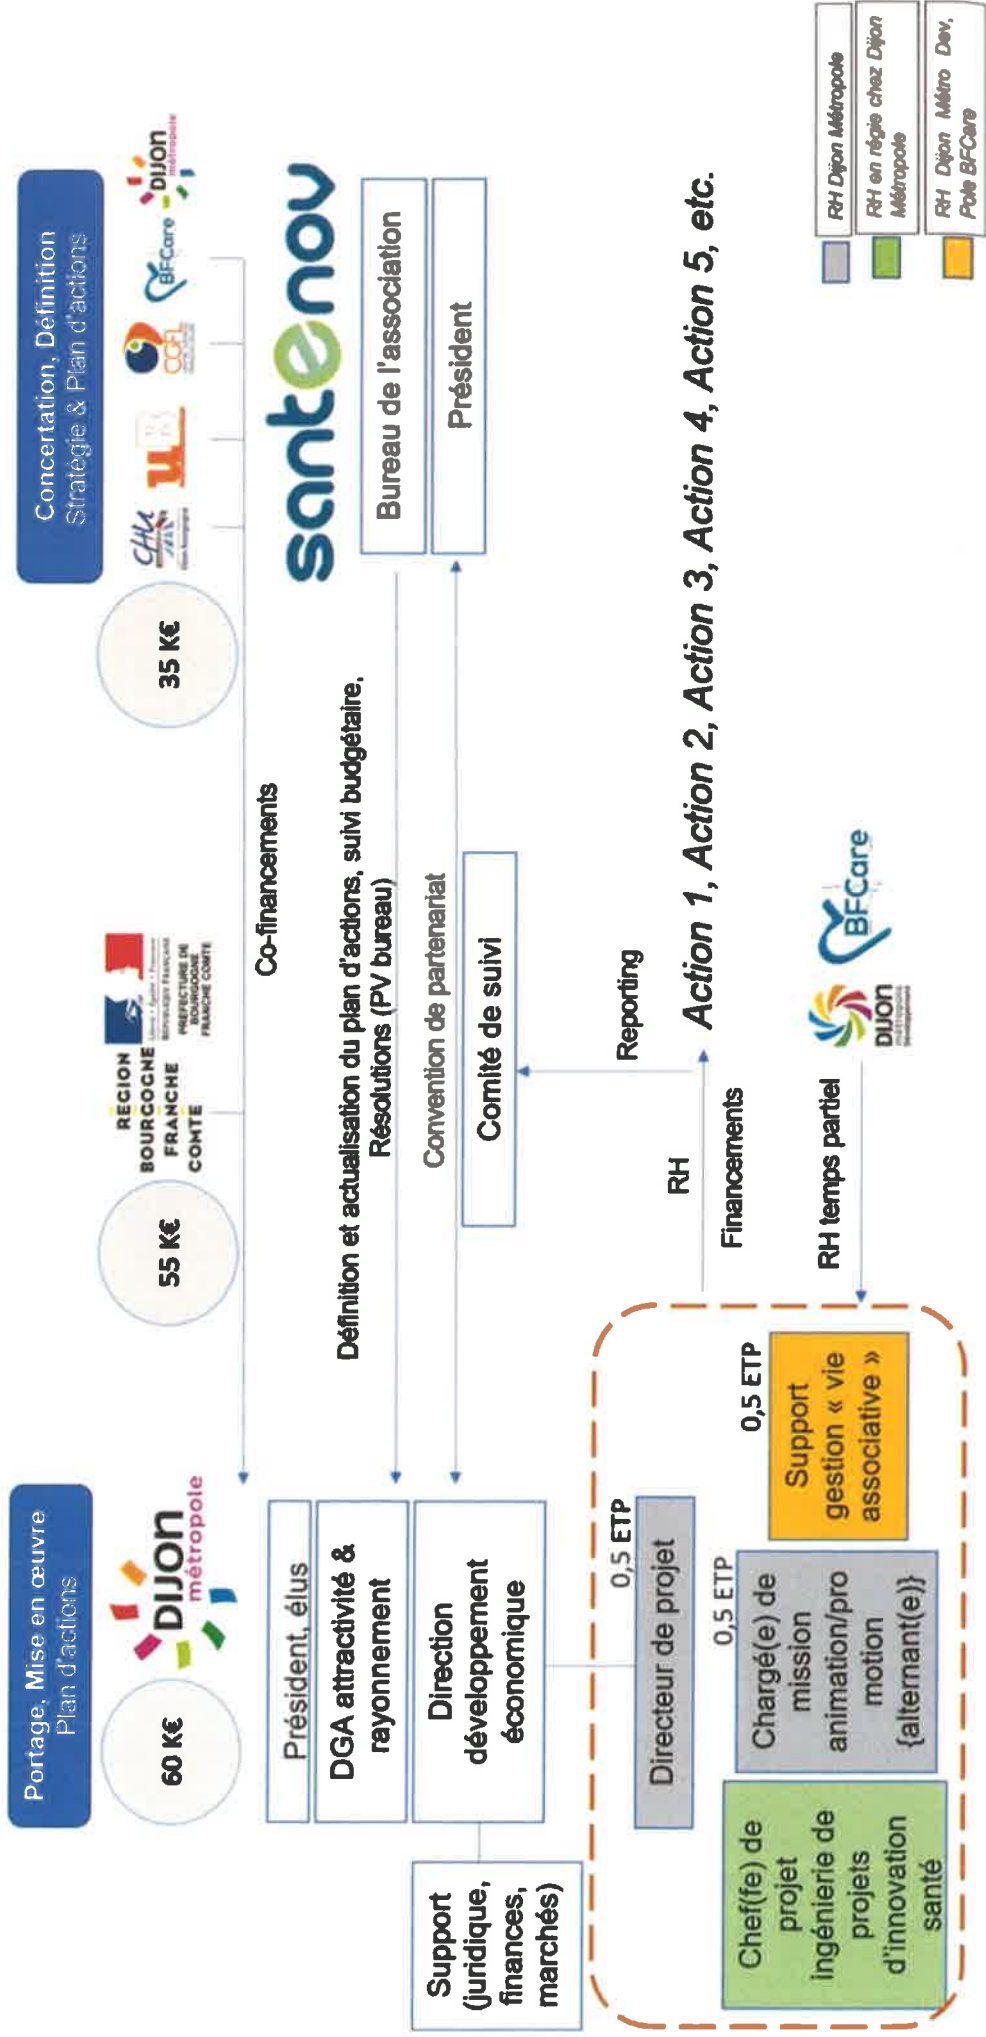 Portage, Mise en œuvre
Plan d'actions
60 K€
DIJON
métropole
Président, élus
DGA attractivité &
rayonnement
Direction
développement
économique
Support
(juridique,
finances,
marchés)
0,5 ETP
Directeur de projet
Chef(fe) de
projet
ingénierie de
projets
d'innovation
santé
0,5 ETP
Chargé(e) de
mission
animation/pro
motion
{alternant(e)}
0,5 ETP
Support
gestion « vie
associative »
55 K€
RÉGION
BOURGOGNE
FRANCHE
COMTE
RÉPUBLIQUE FRANÇAISE
PREFECTURE DE
BOURGOGNE
FRANCHE COMTE
Co-financements
Définition et actualisation du plan d'actions, suivi budgétaire,
Résolutions (PV bureau)
Convention de partenariat
Comité de suivi
Reporting
RH
Financements
RH temps partiel
DIJON
métropole
BFCare
Concertation, Définition
Stratégie & Plan d'actions
35 K€
CHU
uB
CGFL
BFCare
DIJON
métropole
santenov
Bureau de l'association
Président
Action 1, Action 2, Action 3, Action 4, Action 5, etc.
RH Dijon Métropole
RH en régie chez Dijon
Métropole
RH Dijon Métro Dev,
Pole BFCare